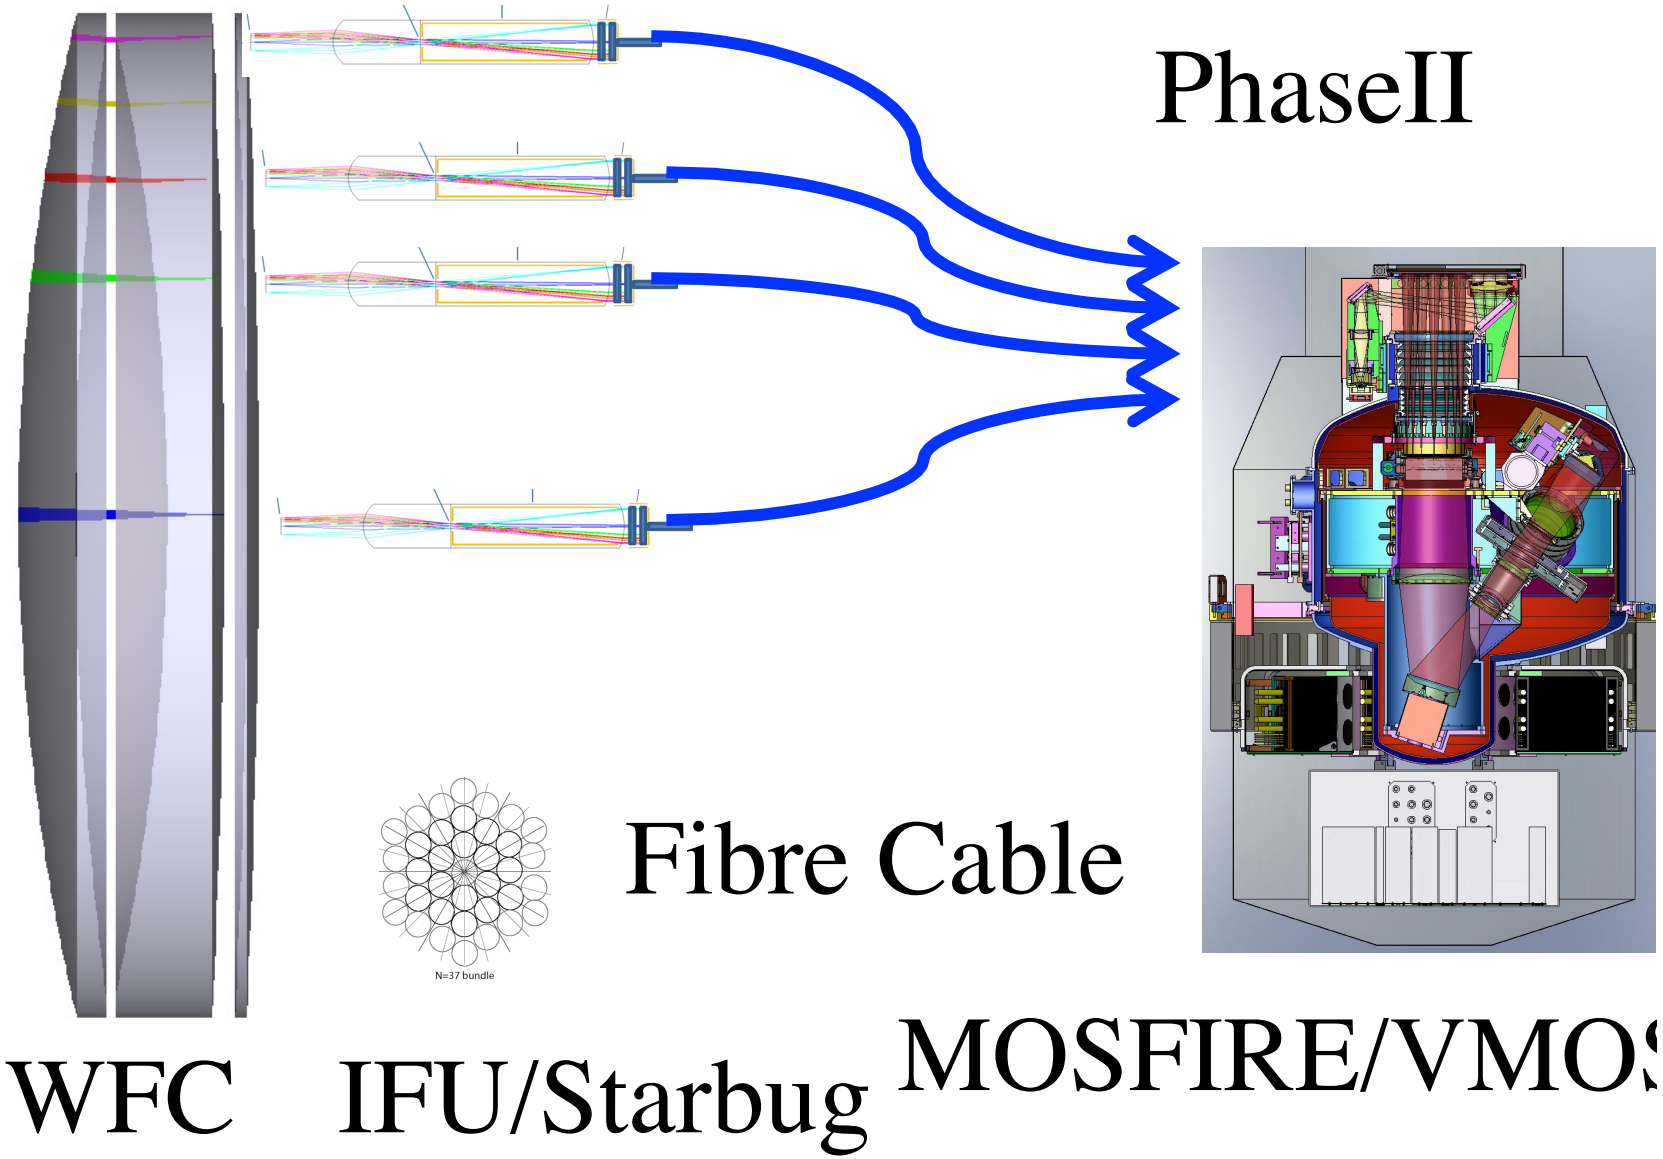 PhaseII
Fibre Cable
N=37 bundle
WFC
IFU/Starbug
MOSFIRE/VMOS